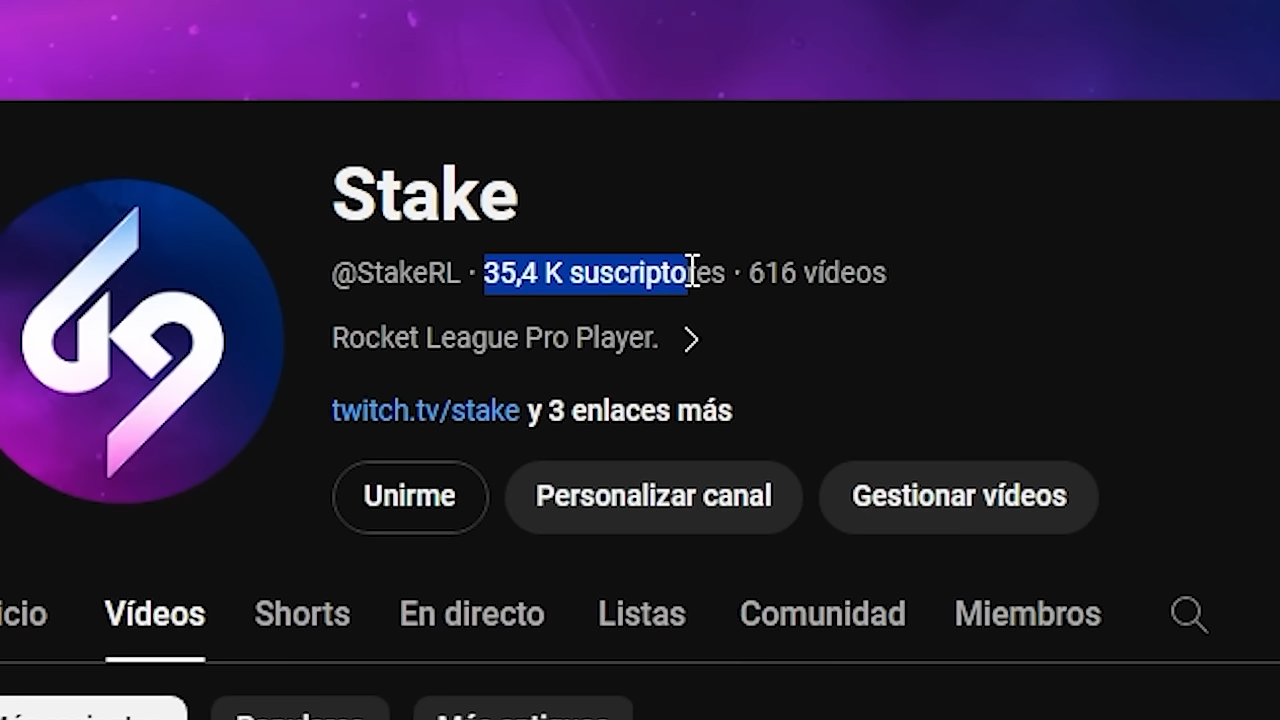 Stake
@StakeRL · 35,4 K suscriptores · 616 vídeos
Rocket League Pro Player.
twitch.tv/stake y 3 enlaces más
Unirme Personalizar canal Gestionar vídeos
icio Vídeos Shorts En directo Listas Comunidad Miembros